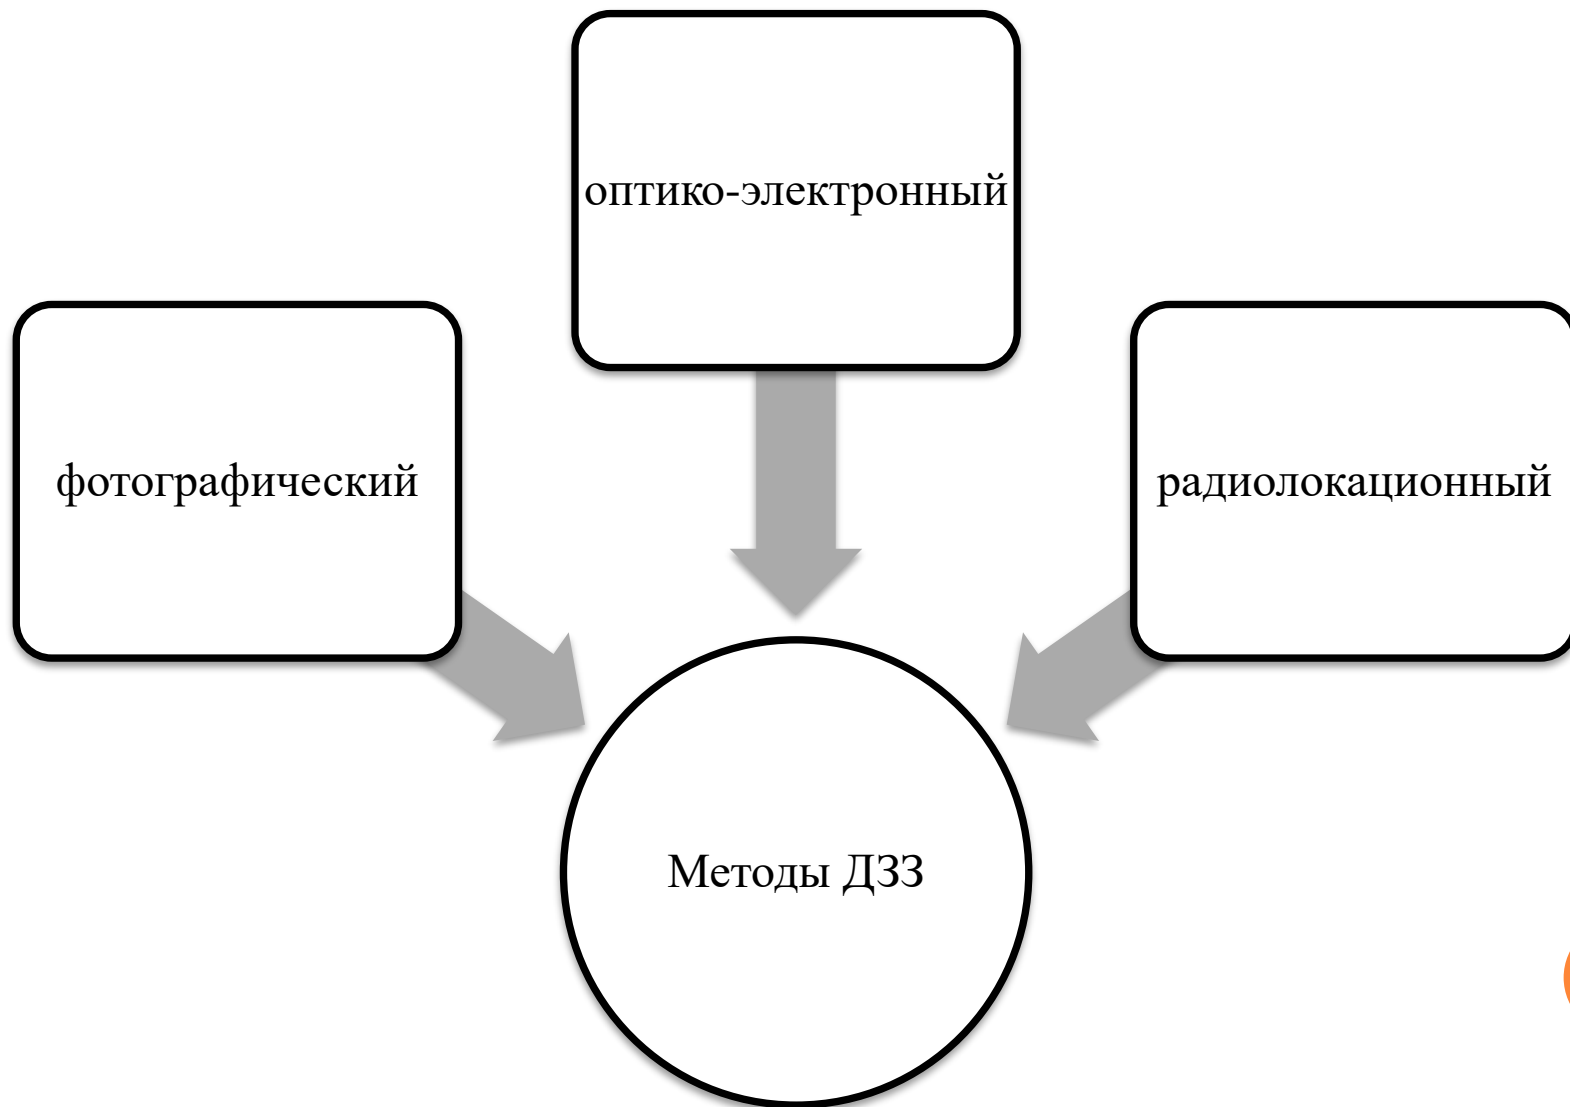 оптико-электронный
фотографический
радиолокационный
Методы ДЗЗ